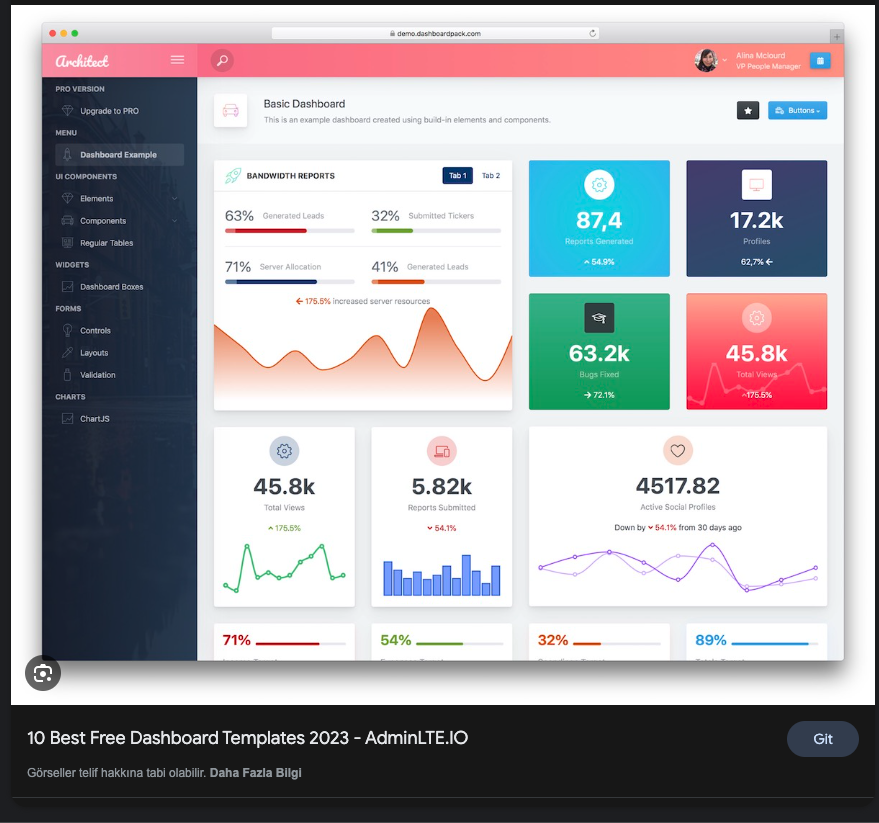 demo.dashboardpack.com
Architect
Alina Mclourd
VP People Manager
PRO VERSION
Upgrade to PRO
MENU
Dashboard Example
UI COMPONENTS
Elements
Components
Regular Tables
WIDGETS
Dashboard Boxes
FORMS
Controls
Layouts
Validation
CHARTS
ChartJS
Basic Dashboard
This is an example dashboard created using build-in elements and components.
Buttons
BANDWIDTH REPORTS
Tab 1
Tab 2
63% Generated Leads
32% Submitted Tickers
71% Server Allocation
41% Generated Leads
175.5% increased server resources
87,4
Reports Generated
54.9%
17.2k
Profiles
62,7%
63.2k
Bugs Fixed
72.1%
45.8k
Total Views
175.5%
45.8k
Total Views
175.5%
5.82k
Reports Submitted
54.1%
4517.82
Active Social Profiles
Down by 54.1% from 30 days ago
71%
54%
32%
89%
10 Best Free Dashboard Templates 2023 - AdminLTE.IO
Git
Görseller telif hakkına tabi olabilir. Daha Fazla Bilgi